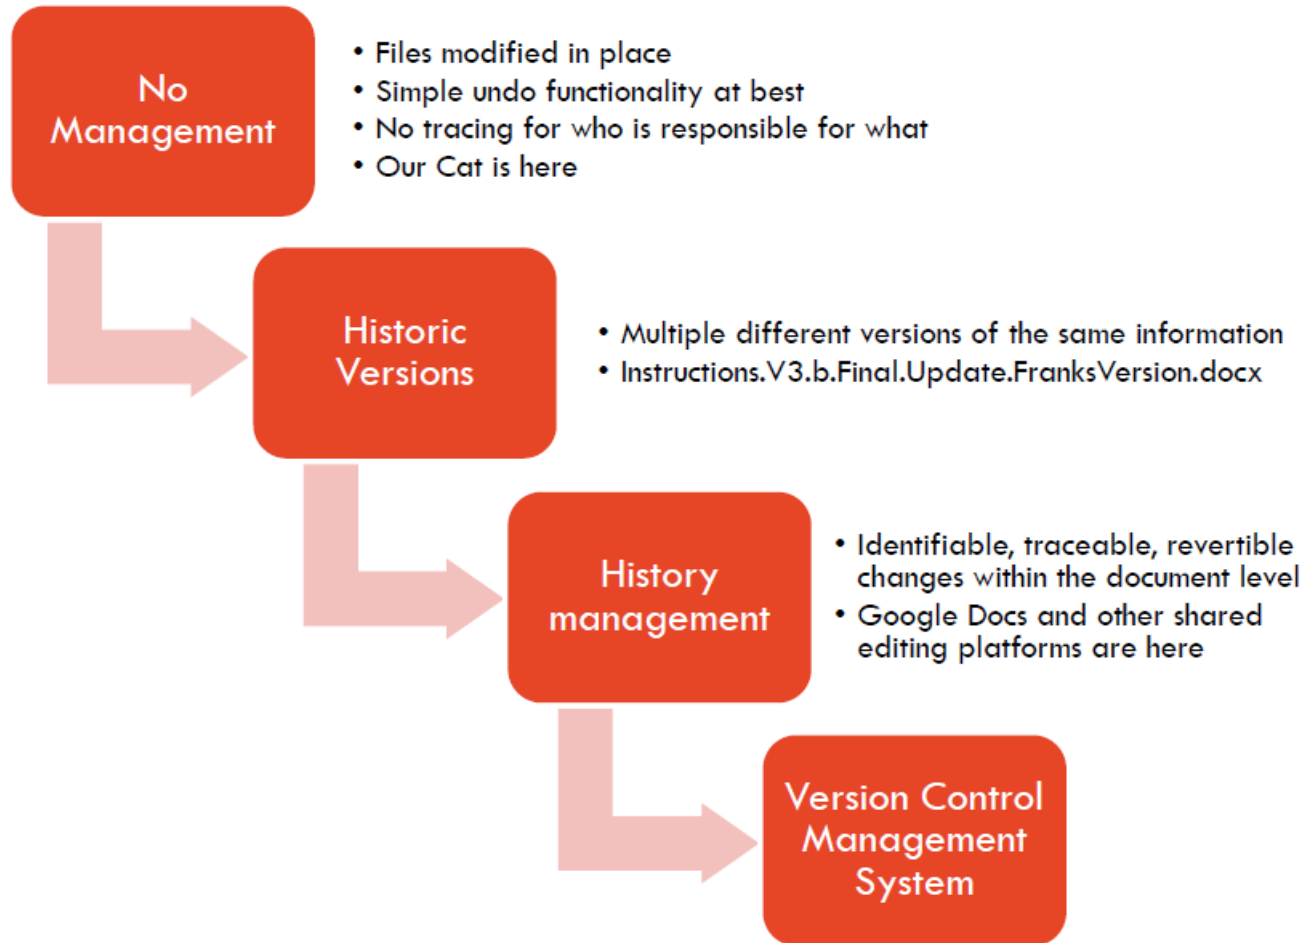 No
Management
• Files modified in place
• Simple undo functionality at best
• No tracing for who is responsible for what
• Our Cat is here
Historic
Versions
• Multiple different versions of the same information
• Instructions.V3.b.Final.Update.FranksVersion.docx
History
management
• Identifiable, traceable, revertible
changes within the document level
• Google Docs and other shared
editing platforms are here
Version Control
Management
System